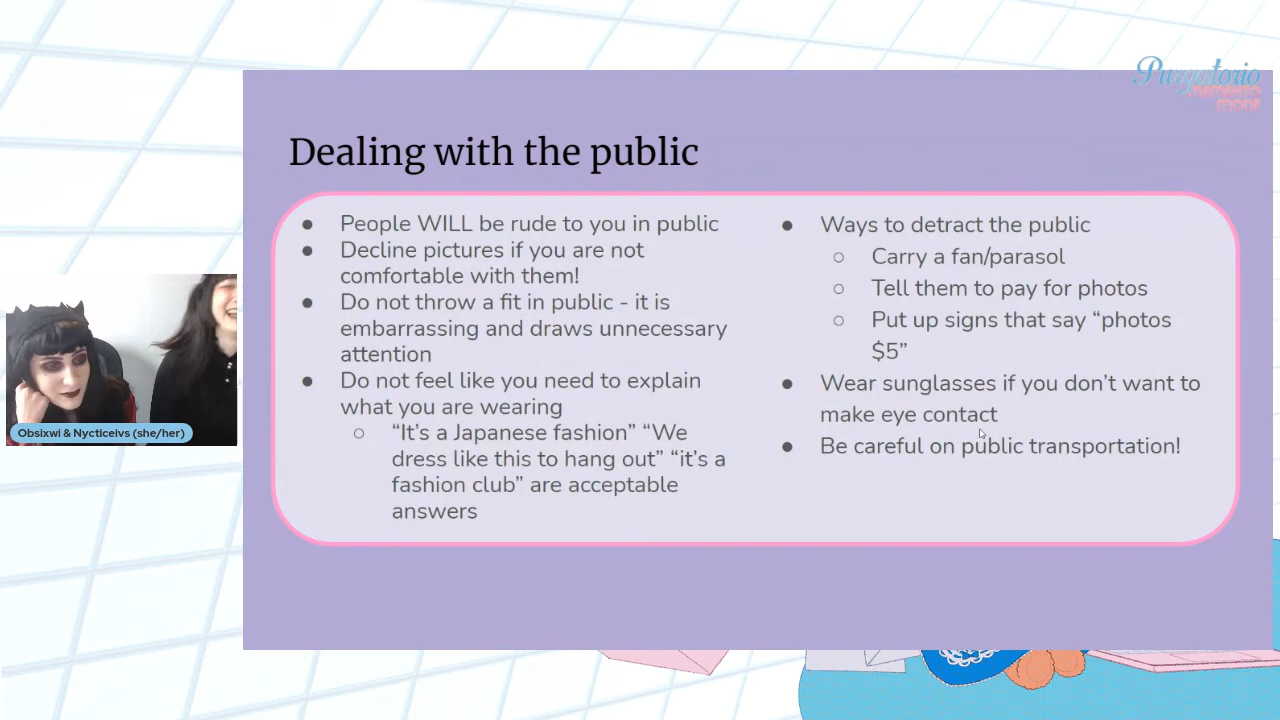 Purgatorio
MEMENTO
MODE
Dealing with the public
● People WILL be rude to you in public
● Decline pictures if you are not
comfortable with them!
● Do not throw a fit in public - it is
embarrassing and draws unnecessary
attention
● Do not feel like you need to explain
what you are wearing
○ “It’s a Japanese fashion” “We
dress like this to hang out” “it’s a
fashion club” are acceptable
answers
● Ways to detract the public
○ Carry a fan/parasol
○ Tell them to pay for photos
○ Put up signs that say “photos
$5”
● Wear sunglasses if you don’t want to
make eye contact
● Be careful on public transportation!
Obsixwi & Nycticeivs (she/her)